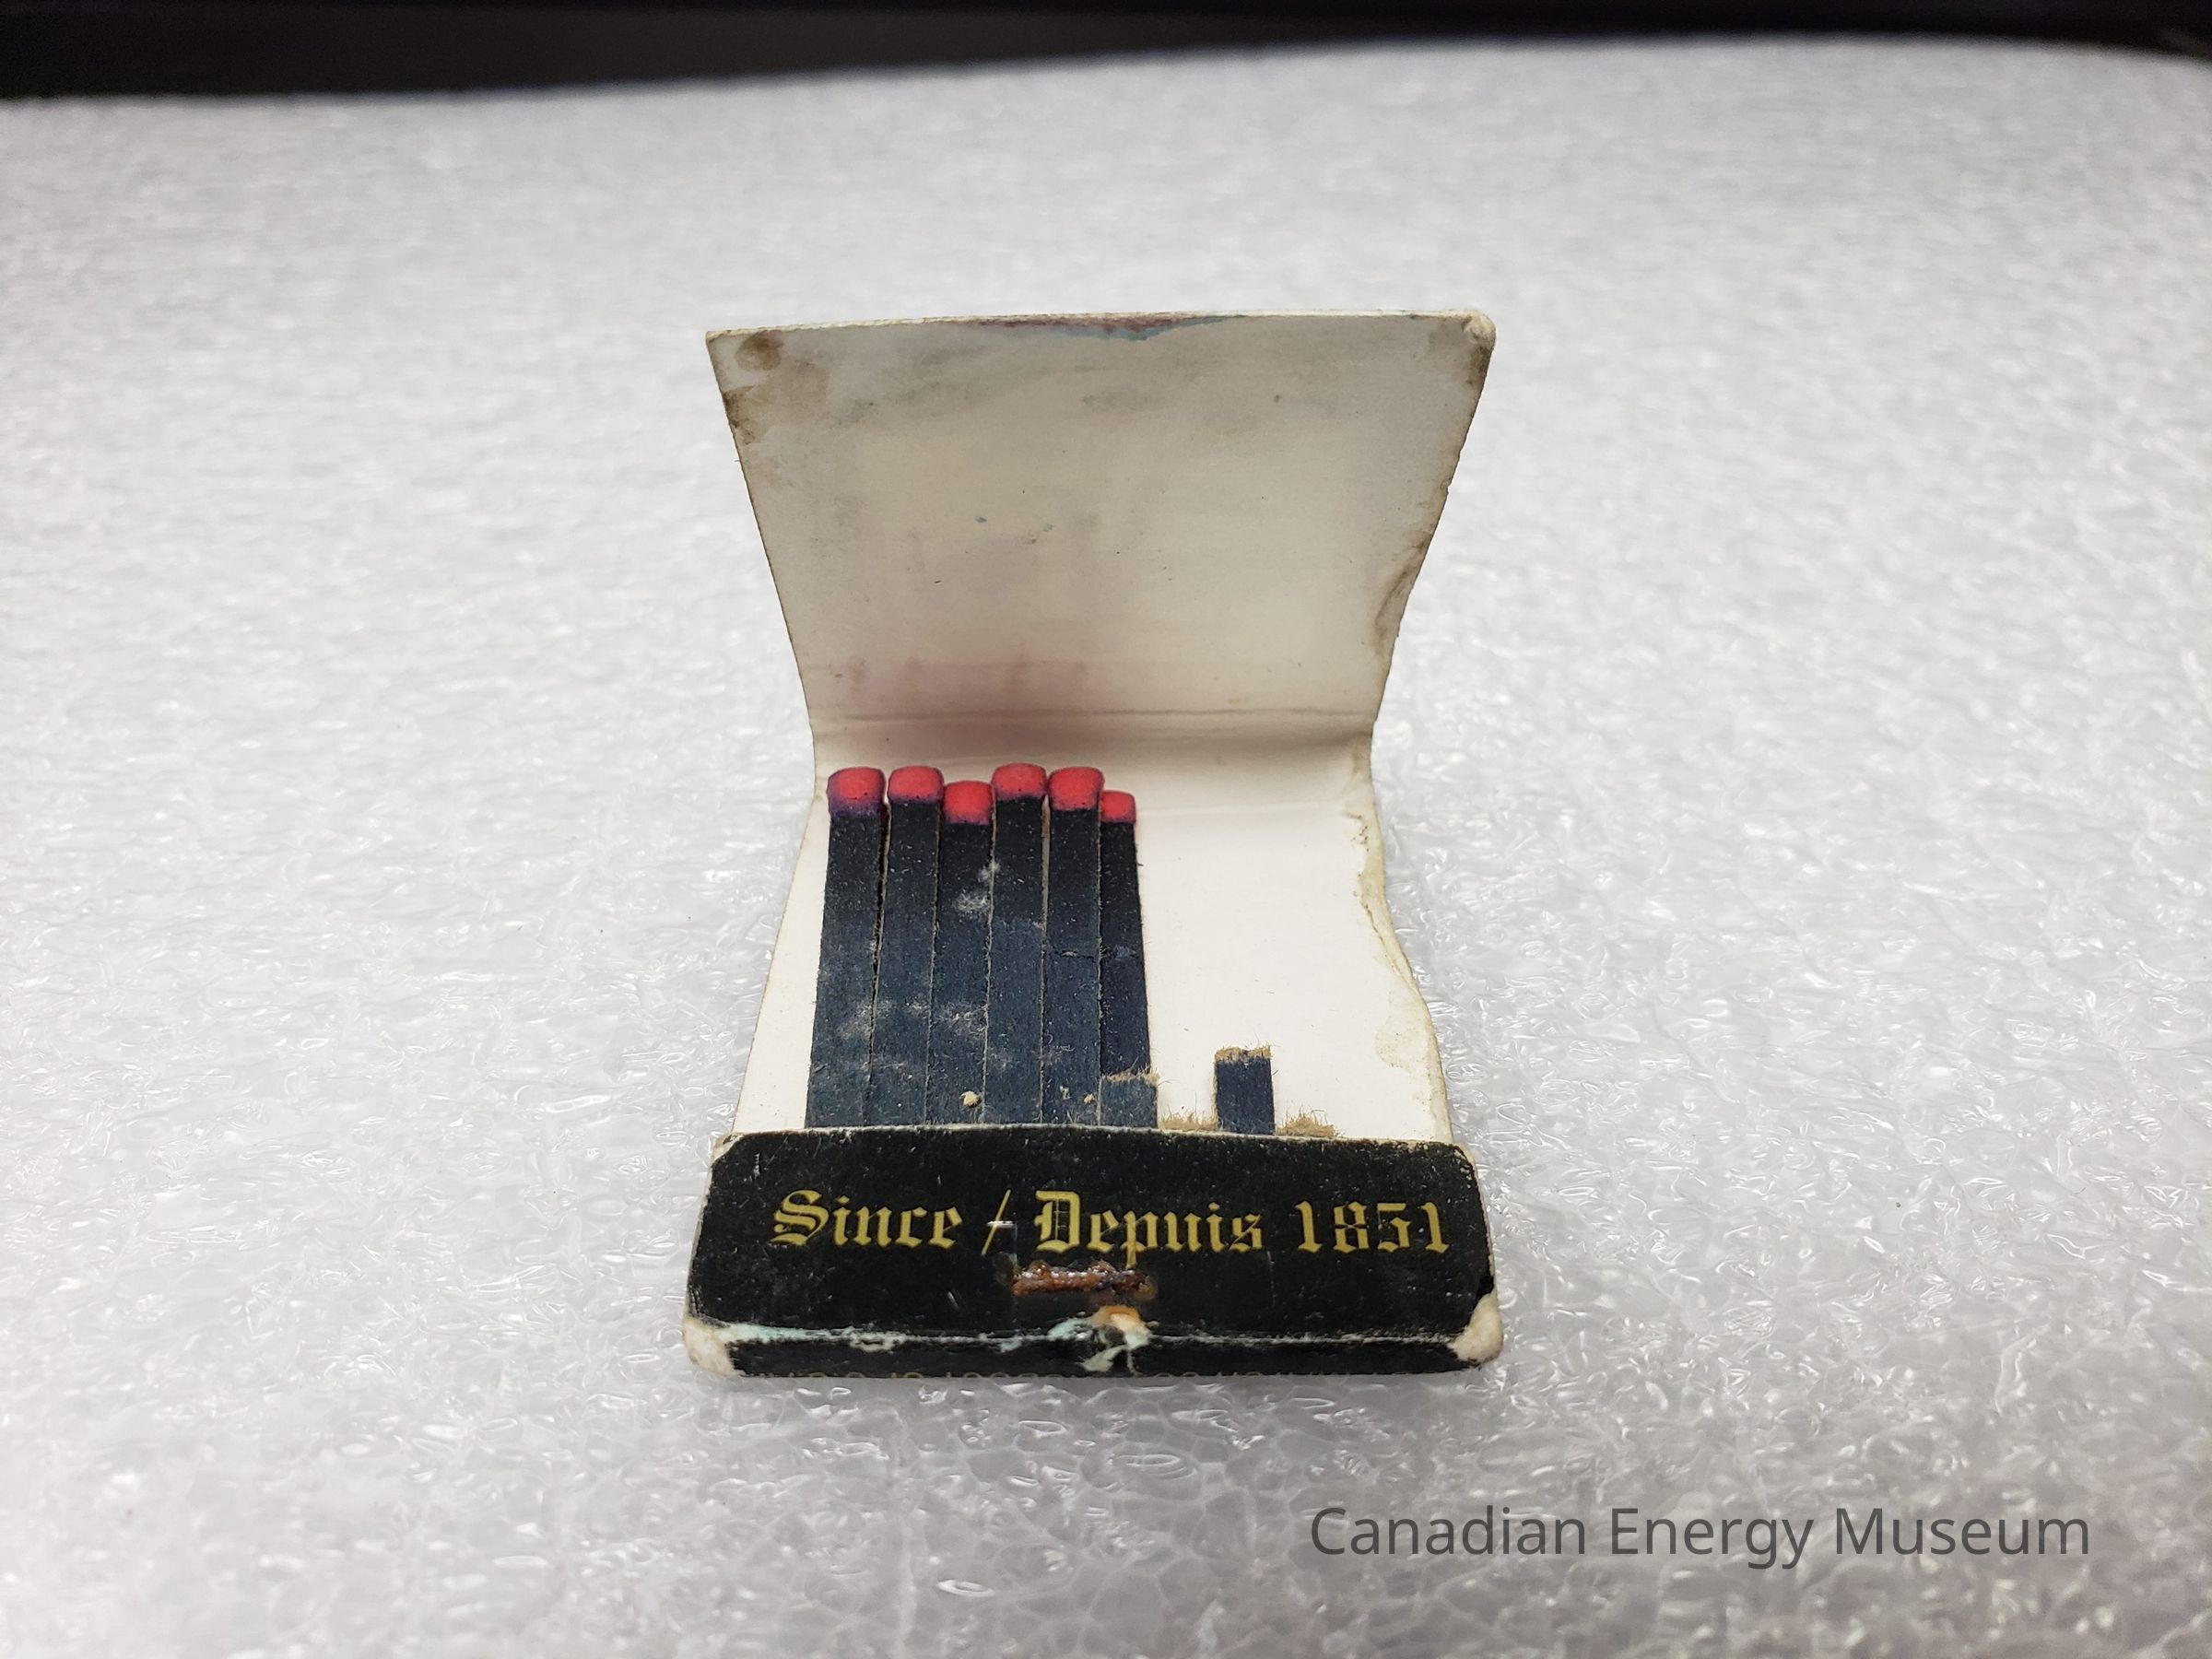 Since / Depuis 1851
Canadian Energy Museum